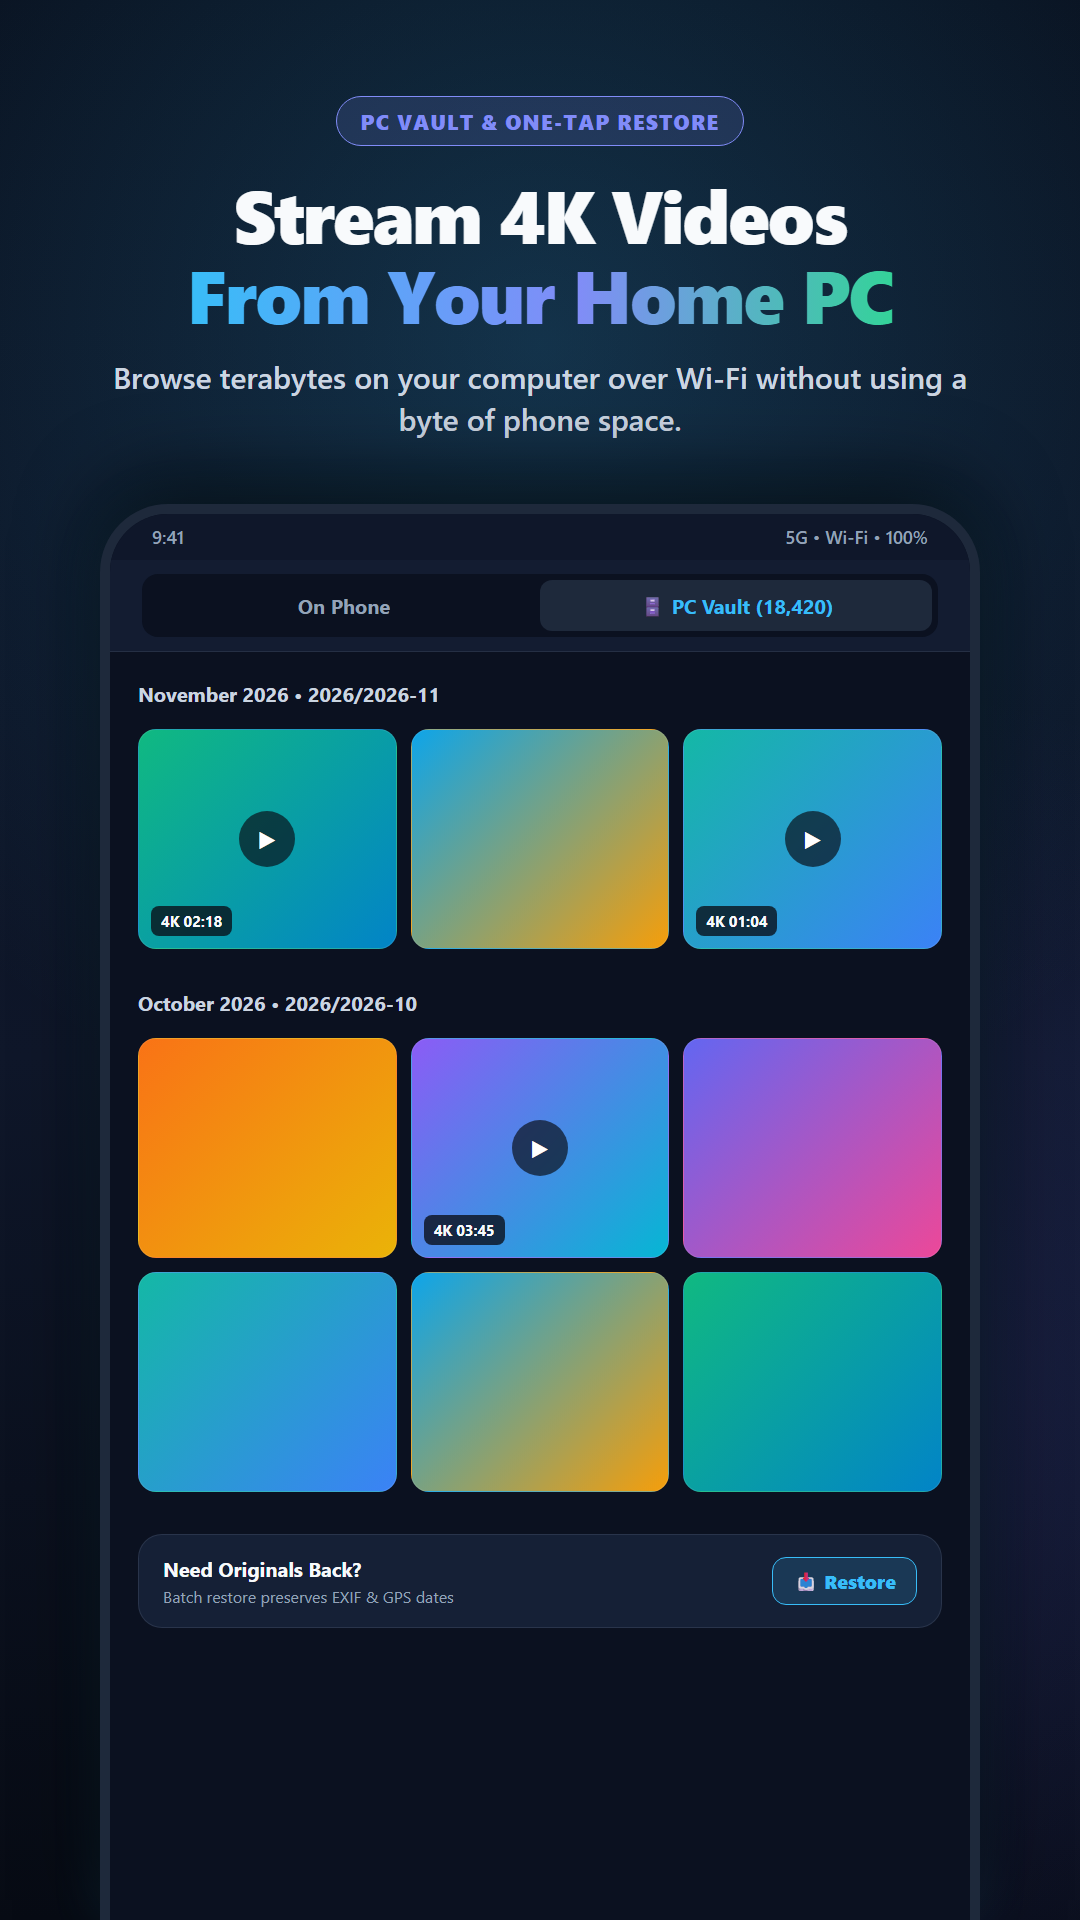 PC VAULT & ONE-TAP RESTORE
Stream 4K Videos
From Your Home PC
Browse terabytes on your computer over Wi-Fi without using a
byte of phone space.
9:41
5G • Wi-Fi • 100%
On Phone
PC Vault (18,420)
November 2026 • 2026/2026-11
4K 02:18
4K 01:04
October 2026 • 2026/2026-10
4K 03:45
Need Originals Back?
Batch restore preserves EXIF & GPS dates
Restore